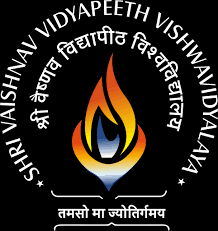 ★ SHRI VAISHNAV VIDYAPEETH VISHWAVIDYALAYA ★
श्री वैष्णव विद्यापीठ विश्वविद्यालय
तमसो मा ज्योतिर्गमय